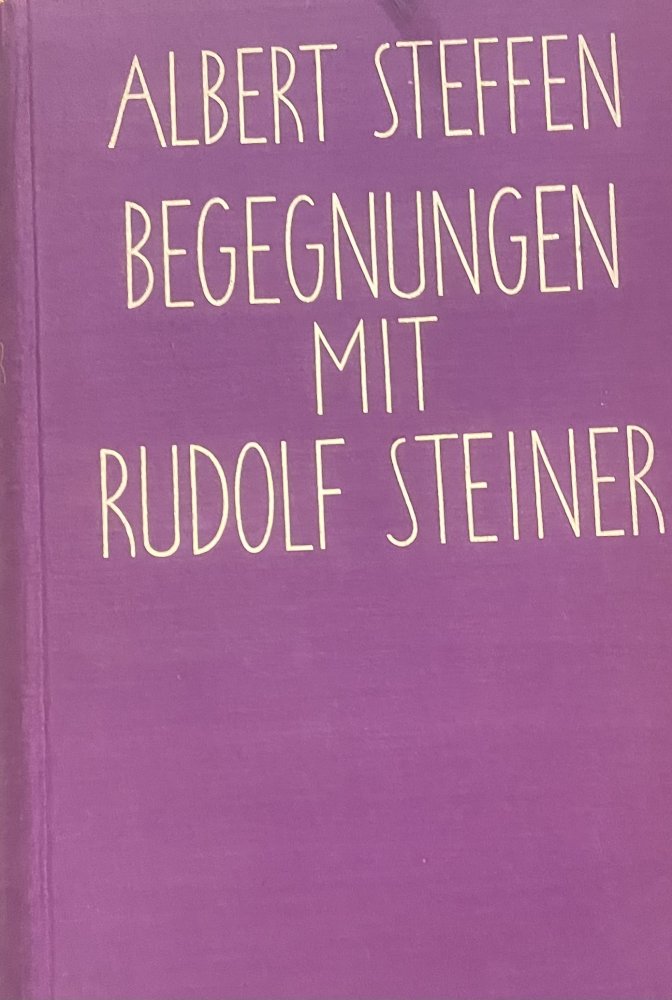 ALBERT STEFFEN
BEGEGNUNGEN
MIT
RUDOLF STEINER